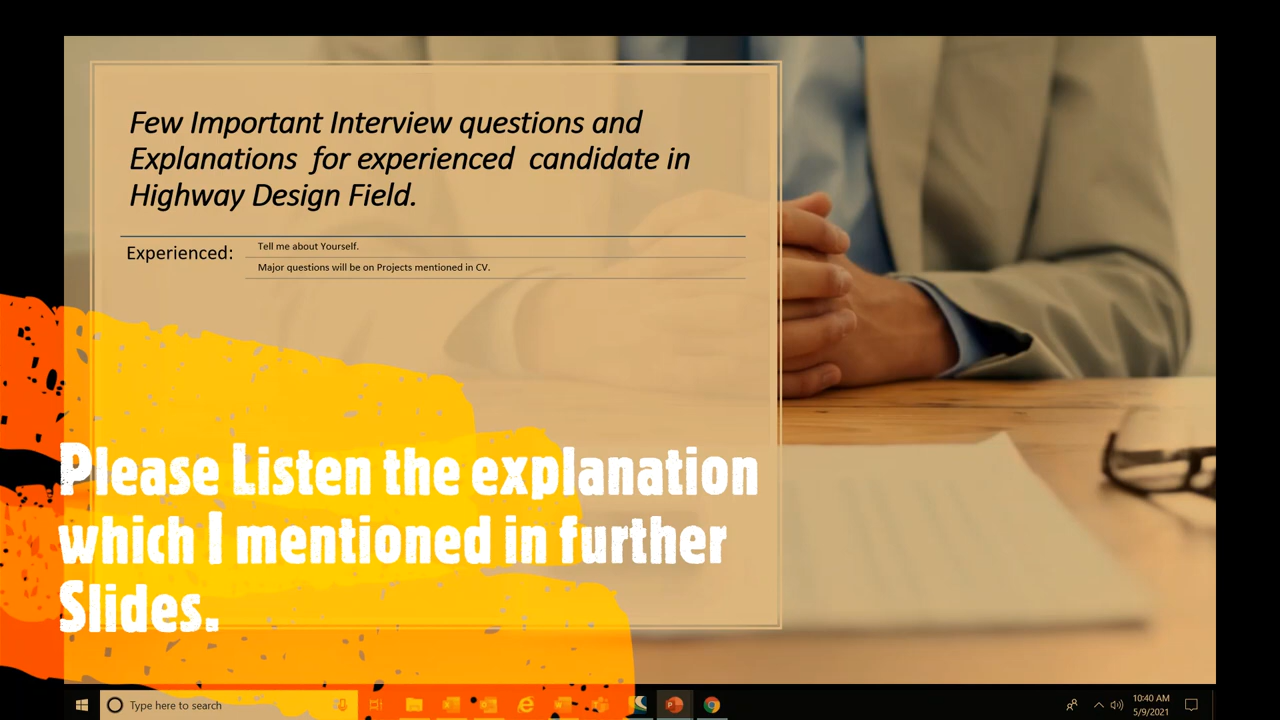 Few Important Interview questions and
Explanations for experienced candidate in
Highway Design Field.
Experienced:
Tell me about Yourself.
Major questions will be on Projects mentioned in CV.
Please Listen the explanation
which I mentioned in further
Slides.
Type here to search
10:40 AM
5/9/2021